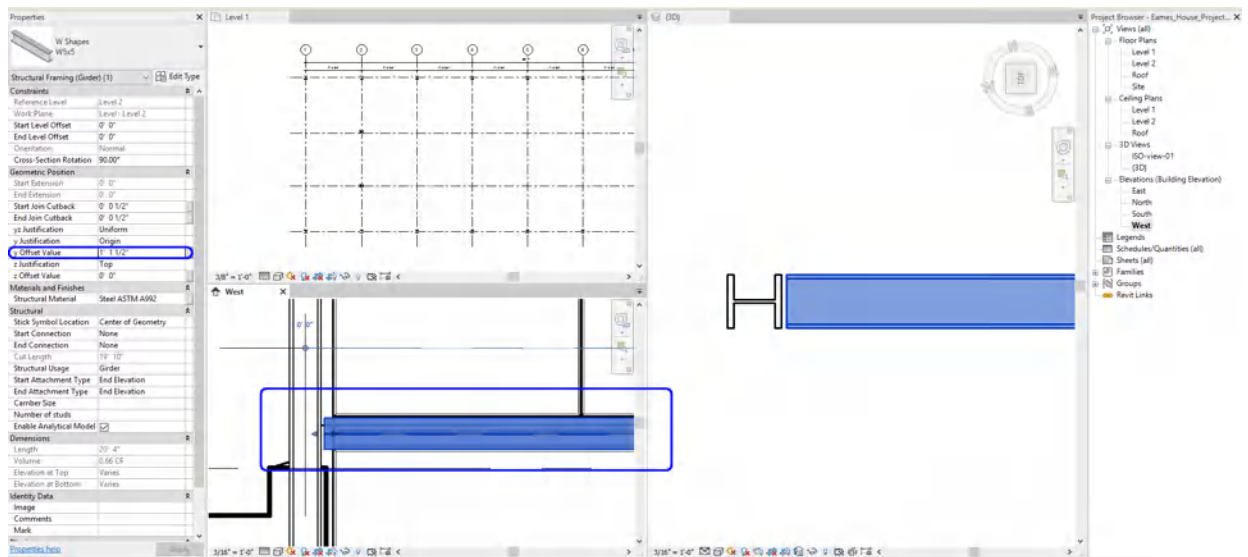 Properties
W Shapes
W5x5
Structural Framing (Girder) (1)
Edit Type
Constraints
Reference Level Level 2
Work Plane Level : Level 2
Start Level Offset 0' 0"
End Level Offset 0' 0"
Orientation Normal
Cross-Section Rotation 90.00°
Geometric Position
Start Extension 0' 0"
End Extension 0' 0"
Start Join Cutback 0' 0 1/2"
End Join Cutback 0' 0 1/2"
yz Justification Uniform
y Justification Origin
y Offset Value 1' 1 1/2"
z Justification Top
z Offset Value 0' 0"
Materials and Finishes
Structural Material Steel ASTM A992
Structural
Stick Symbol Location Center of Geometry
Start Connection None
End Connection None
Cut Length 19' 10"
Structural Usage Girder
Start Attachment Type End Elevation
End Attachment Type End Elevation
Camber Size
Number of studs
Enable Analytical Model
Dimensions
Length 20' 4"
Volume 0.66 CF
Elevation at Top Varies
Elevation at Bottom Varies
Identity Data
Image
Comments
Mark
Properties help
Apply
Level 1
1 2 3 4 5 6
3/8" = 1'-0"
West
0' 0"
3/16" = 1'-0"
{3D}
TOP
3/16" = 1'-0"
Project Browser - Eames_House_Project...
Views (all)
Floor Plans
Level 1
Level 2
Roof
Site
Ceiling Plans
Level 1
Level 2
Roof
3D Views
ISO-view-01
{3D}
Elevations (Building Elevation)
East
North
South
West
Legends
Schedules/Quantities (all)
Sheets (all)
Families
Groups
Revit Links